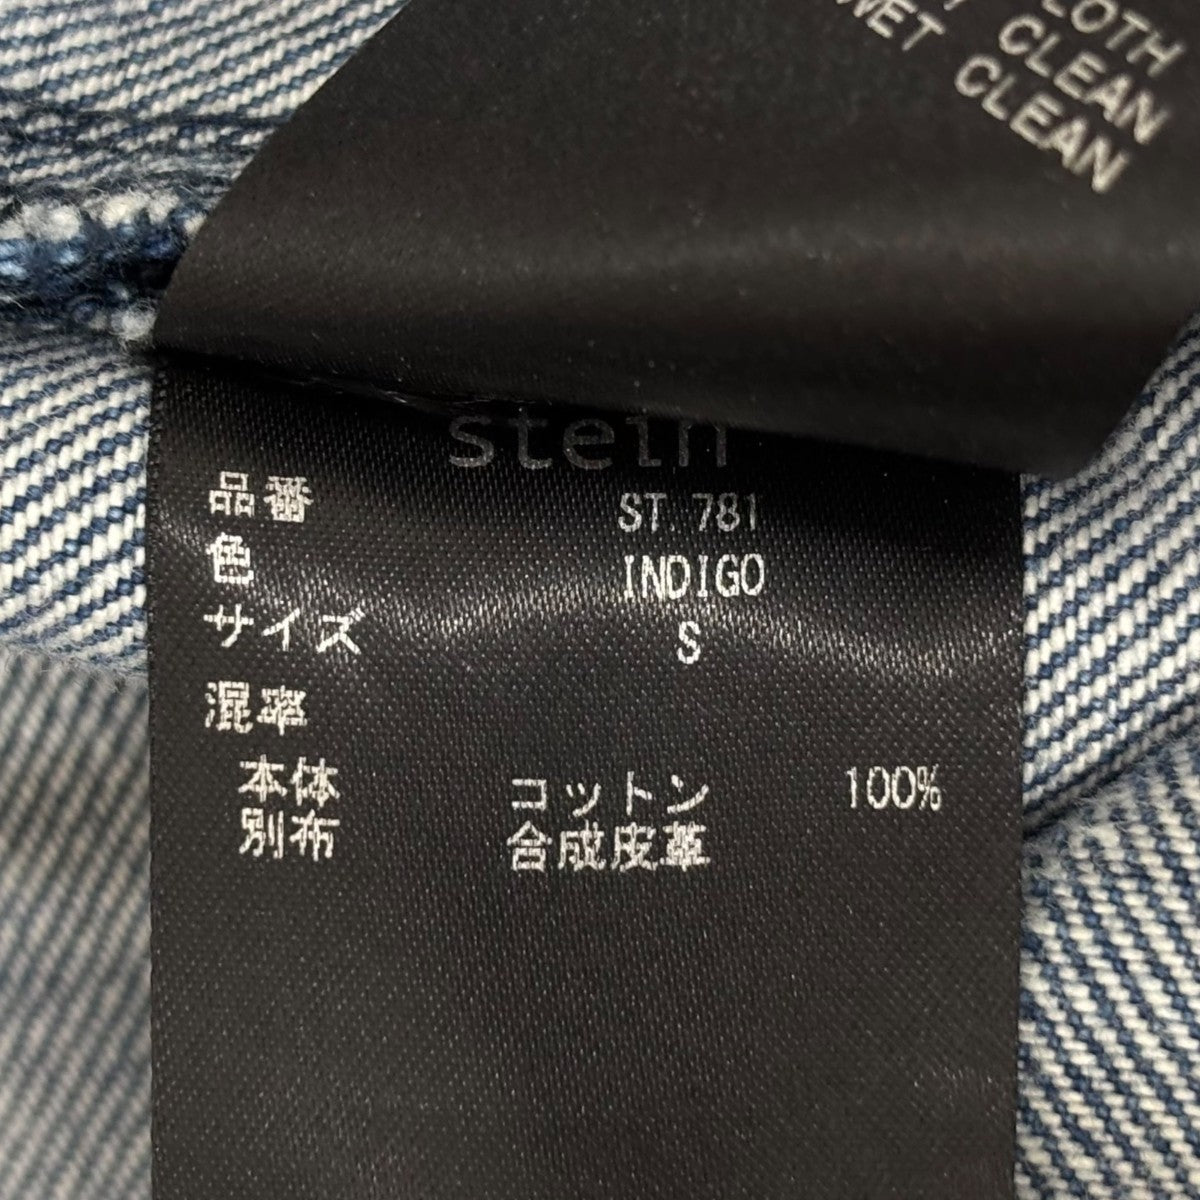 CLOTH
CLEAN
WET CLEAN
stein
品番 ST.781
色 INDIGO
サイズ S
混率
本体 コットン 100%
別布 合成皮革